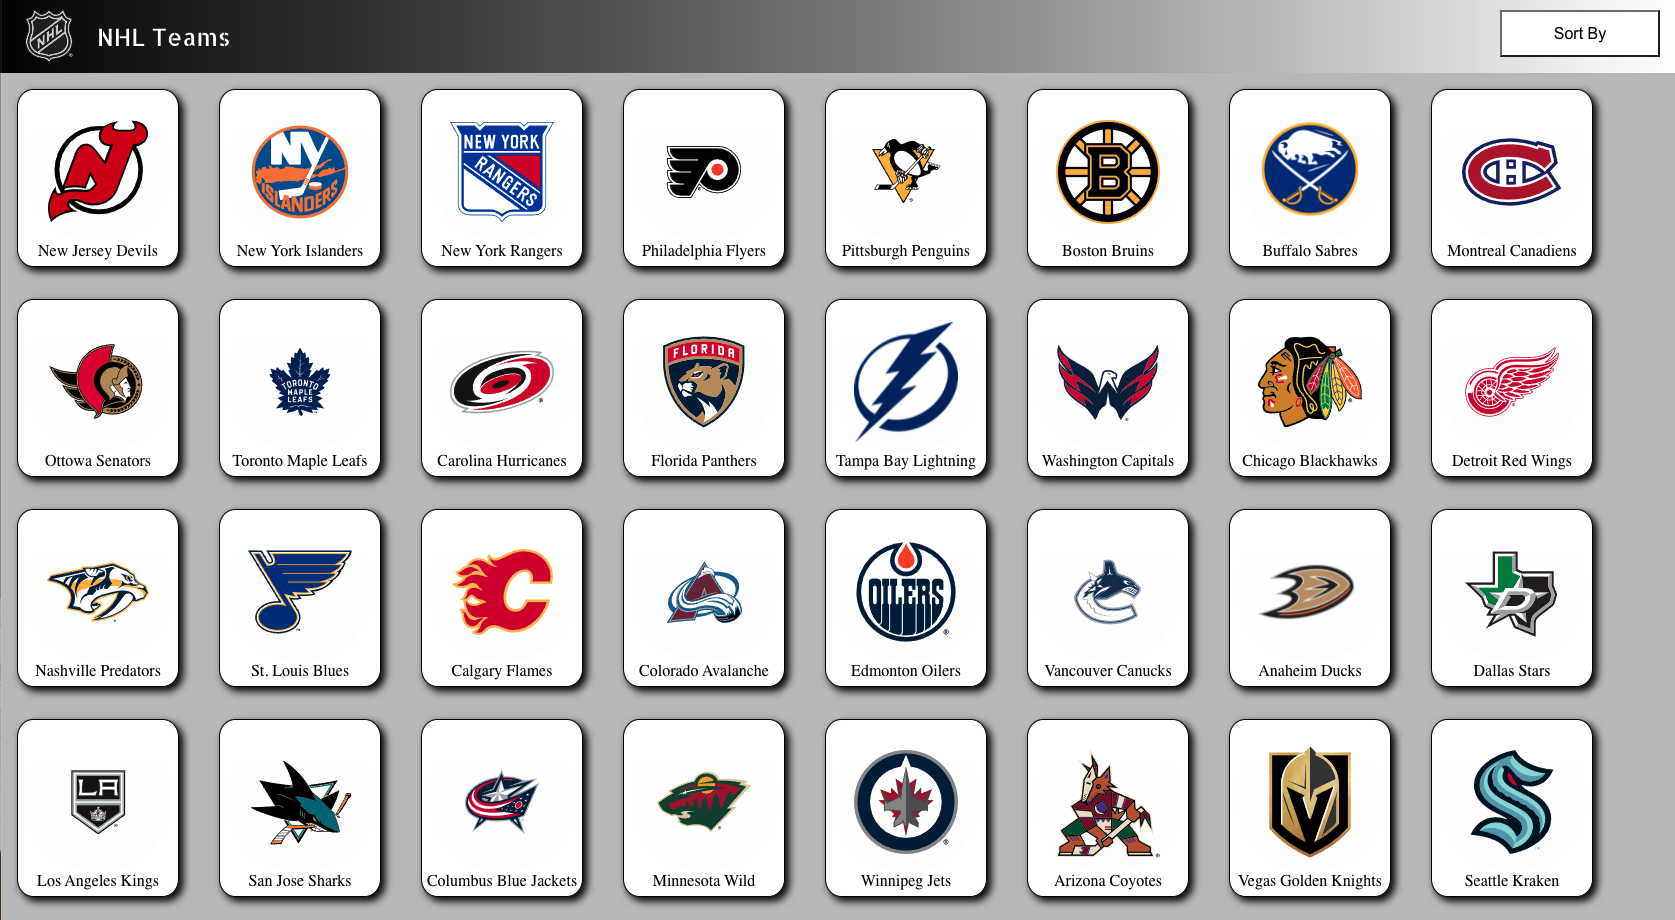 NHL
NHL Teams
Sort By
NY
ISLANDERS
NEW YORK
RANGERS
P
B
CH
New Jersey Devils
New York Islanders
New York Rangers
Philadelphia Flyers
Pittsburgh Penguins
Boston Bruins
Buffalo Sabres
Montreal Canadiens
TORONTO
MAPLE
LEAFS
FLORIDA
Ottowa Senators
Toronto Maple Leafs
Carolina Hurricanes
Florida Panthers
Tampa Bay Lightning
Washington Capitals
Chicago Blackhawks
Detroit Red Wings
C
A
OILERS
D
Nashville Predators
St. Louis Blues
Calgary Flames
Colorado Avalanche
Edmonton Oilers
Vancouver Canucks
Anaheim Ducks
Dallas Stars
LA
Los Angeles Kings
San Jose Sharks
Columbus Blue Jackets
Minnesota Wild
Winnipeg Jets
Arizona Coyotes
Vegas Golden Knights
Seattle Kraken